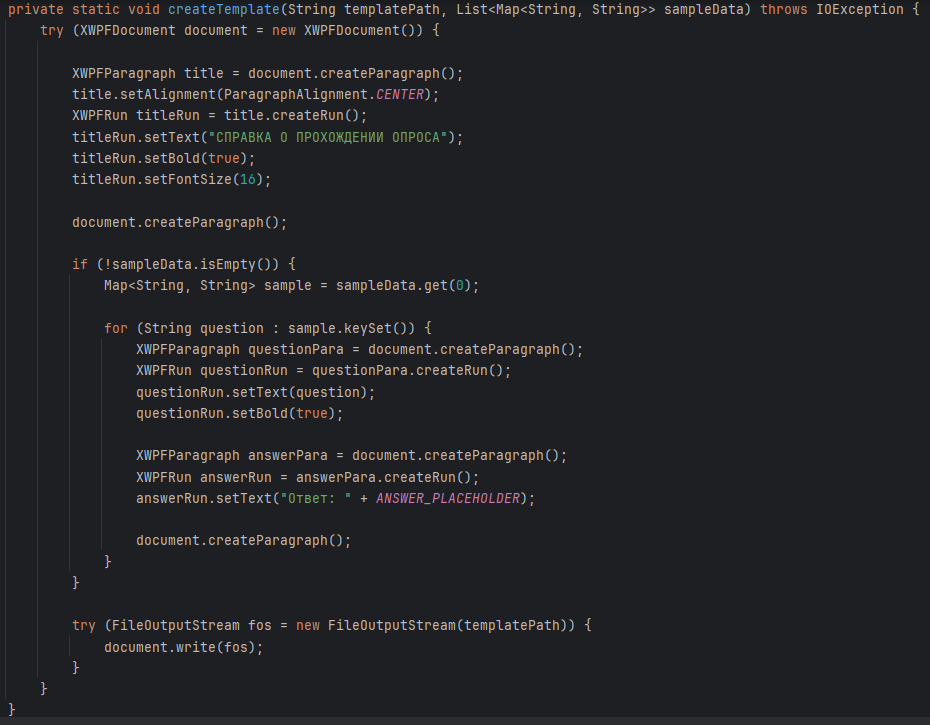 private static void createTemplate(String templatePath, List<Map<String, String>> sampleData) throws IOException {
    try (XWPFDocument document = new XWPFDocument()) {

        XWPFParagraph title = document.createParagraph();
        title.setAlignment(ParagraphAlignment.CENTER);
        XWPFRun titleRun = title.createRun();
        titleRun.setText("СПРАВКА О ПРОХОЖДЕНИИ ОПРОСА");
        titleRun.setBold(true);
        titleRun.setFontSize(16);

        document.createParagraph();

        if (!sampleData.isEmpty()) {
            Map<String, String> sample = sampleData.get(0);

            for (String question : sample.keySet()) {
                XWPFParagraph questionPara = document.createParagraph();
                XWPFRun questionRun = questionPara.createRun();
                questionRun.setText(question);
                questionRun.setBold(true);

                XWPFParagraph answerPara = document.createParagraph();
                XWPFRun answerRun = answerPara.createRun();
                answerRun.setText("Ответ: " + ANSWER_PLACEHOLDER);

                document.createParagraph();
            }
        }

        try (FileOutputStream fos = new FileOutputStream(templatePath)) {
            document.write(fos);
        }
    }
}